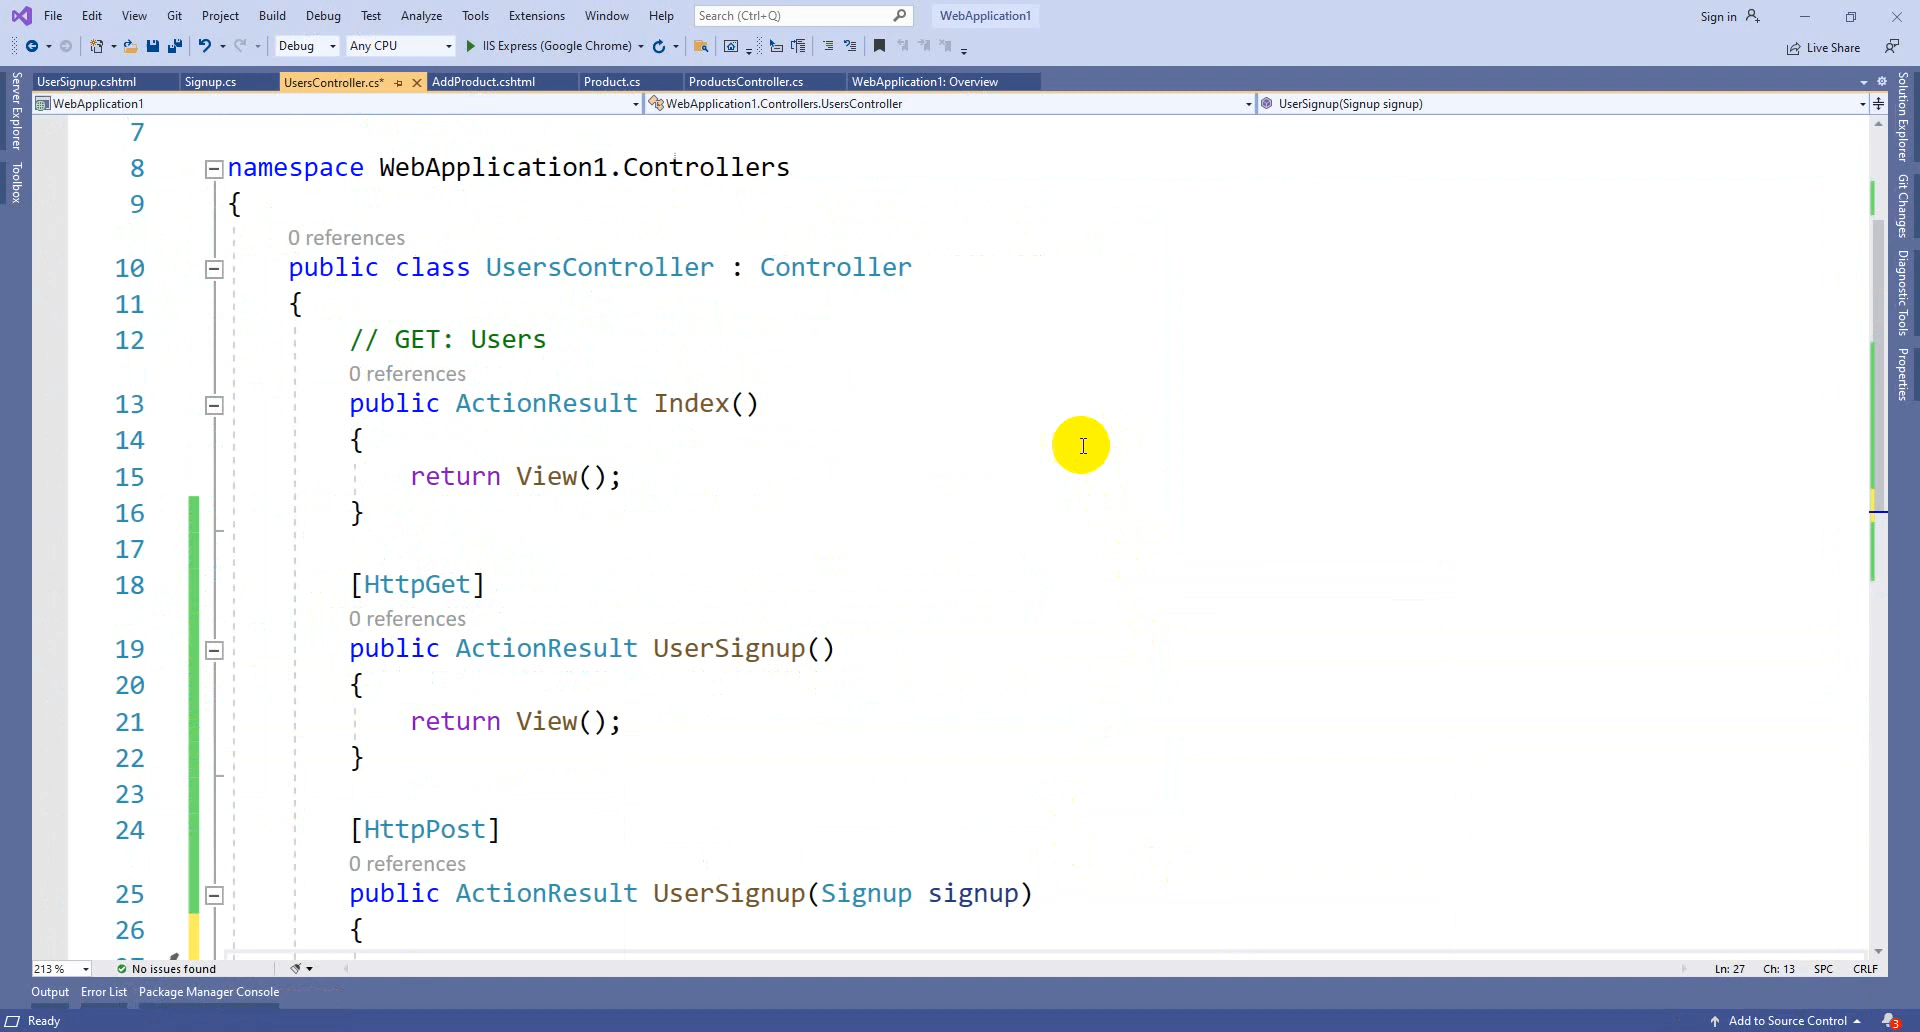 File Edit View Git Project Build Debug Test Analyze Tools Extensions Window Help Search (Ctrl+Q) WebApplication1 Sign in
Debug Any CPU IIS Express (Google Chrome) Live Share
UserSignup.cshtml Signup.cs UsersController.cs* AddProduct.cshtml Product.cs ProductsController.cs WebApplication1: Overview
WebApplication1 WebApplication1.Controllers.UsersController UserSignup(Signup signup)
Server Explorer
Toolbox
7
8 namespace WebApplication1.Controllers
9 {
0 references
10 public class UsersController : Controller
11 {
12 // GET: Users
0 references
13 public ActionResult Index()
14 {
15 return View();
16 }
17
18 [HttpGet]
0 references
19 public ActionResult UserSignup()
20 {
21 return View();
22 }
23
24 [HttpPost]
0 references
25 public ActionResult UserSignup(Signup signup)
26 {
Solution Explorer
Git Changes
Diagnostic Tools
Properties
213 % No issues found Ln: 27 Ch: 13 SPC CRLF
Output Error List Package Manager Console
Ready Add to Source Control 3